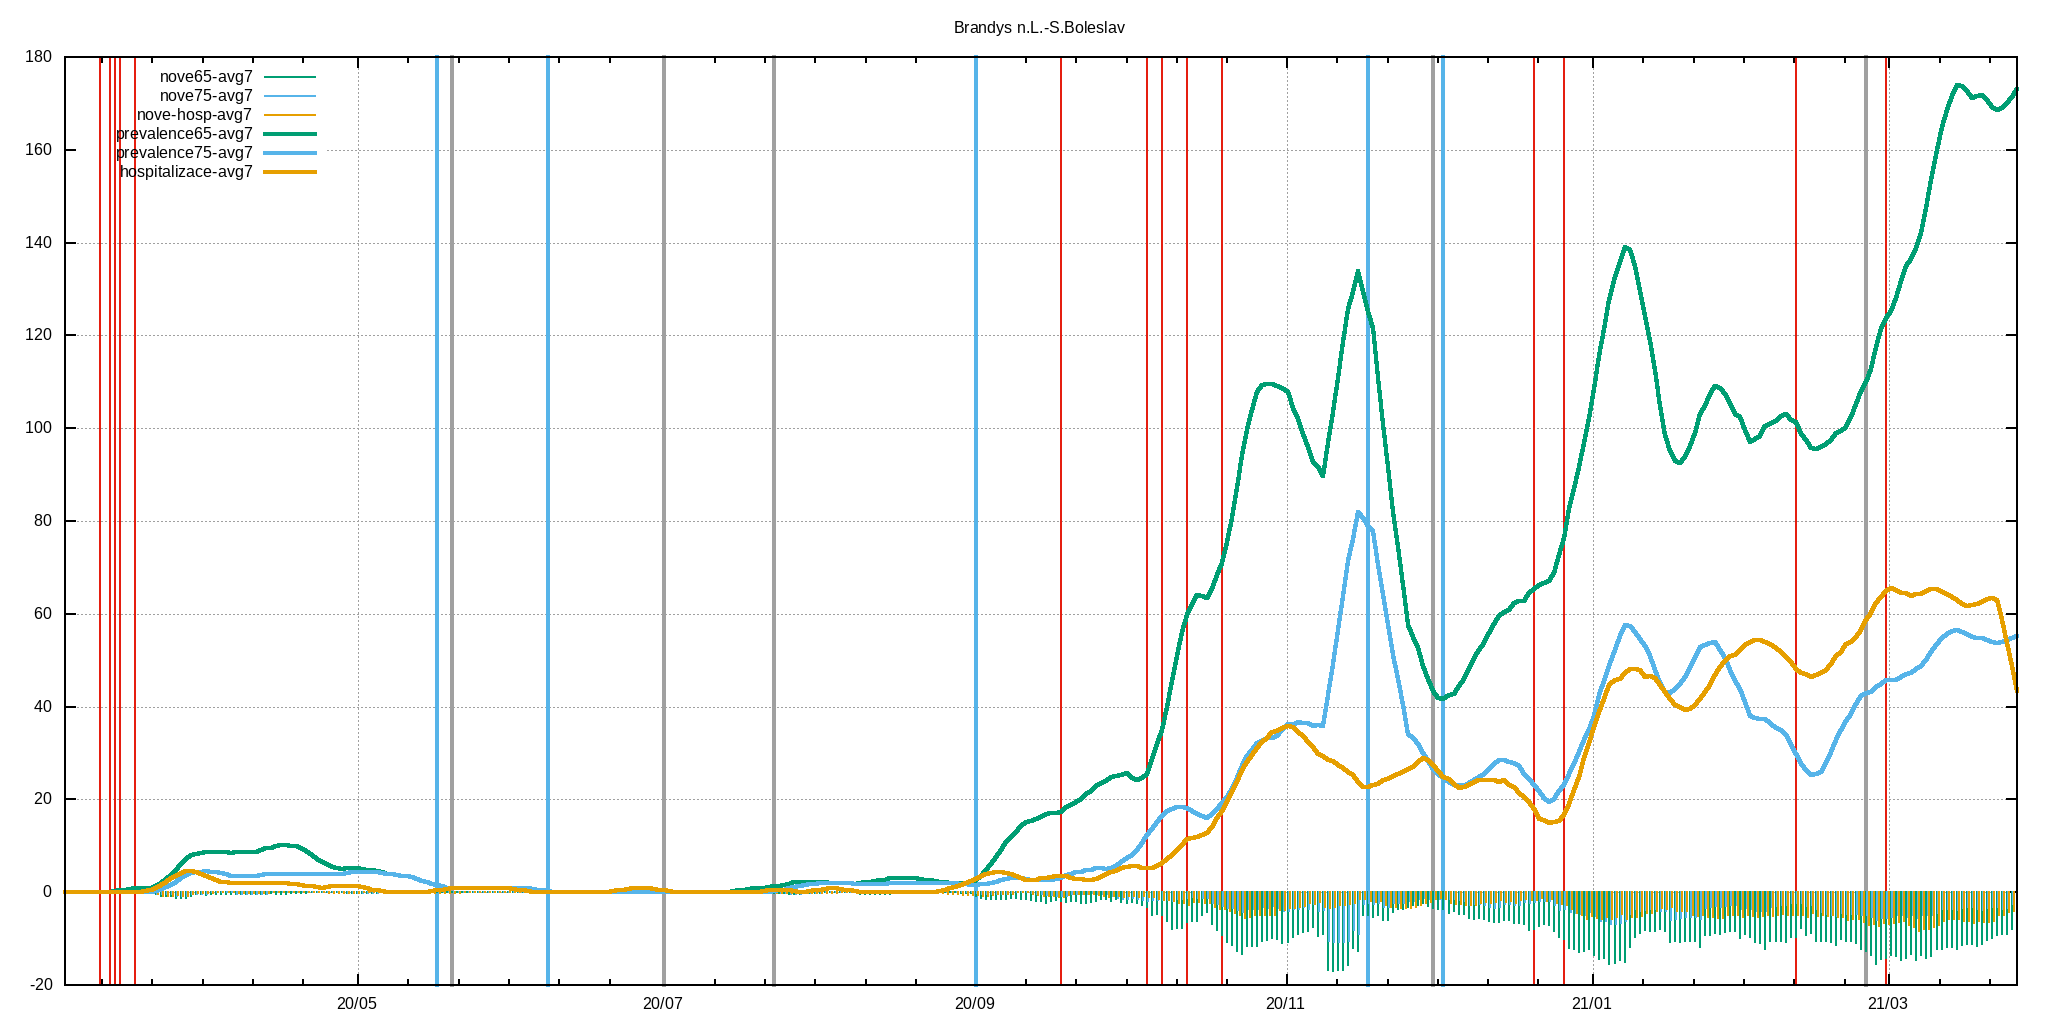 Brandys n.L.-S.Boleslav
180
160
140
120
100
80
60
40
20
0
-20
nove65-avg7
nove75-avg7
nove-hosp-avg7
prevalence65-avg7
prevalence75-avg7
hospitalizace-avg7
20/05 20/07 20/09 20/11 21/01 21/03